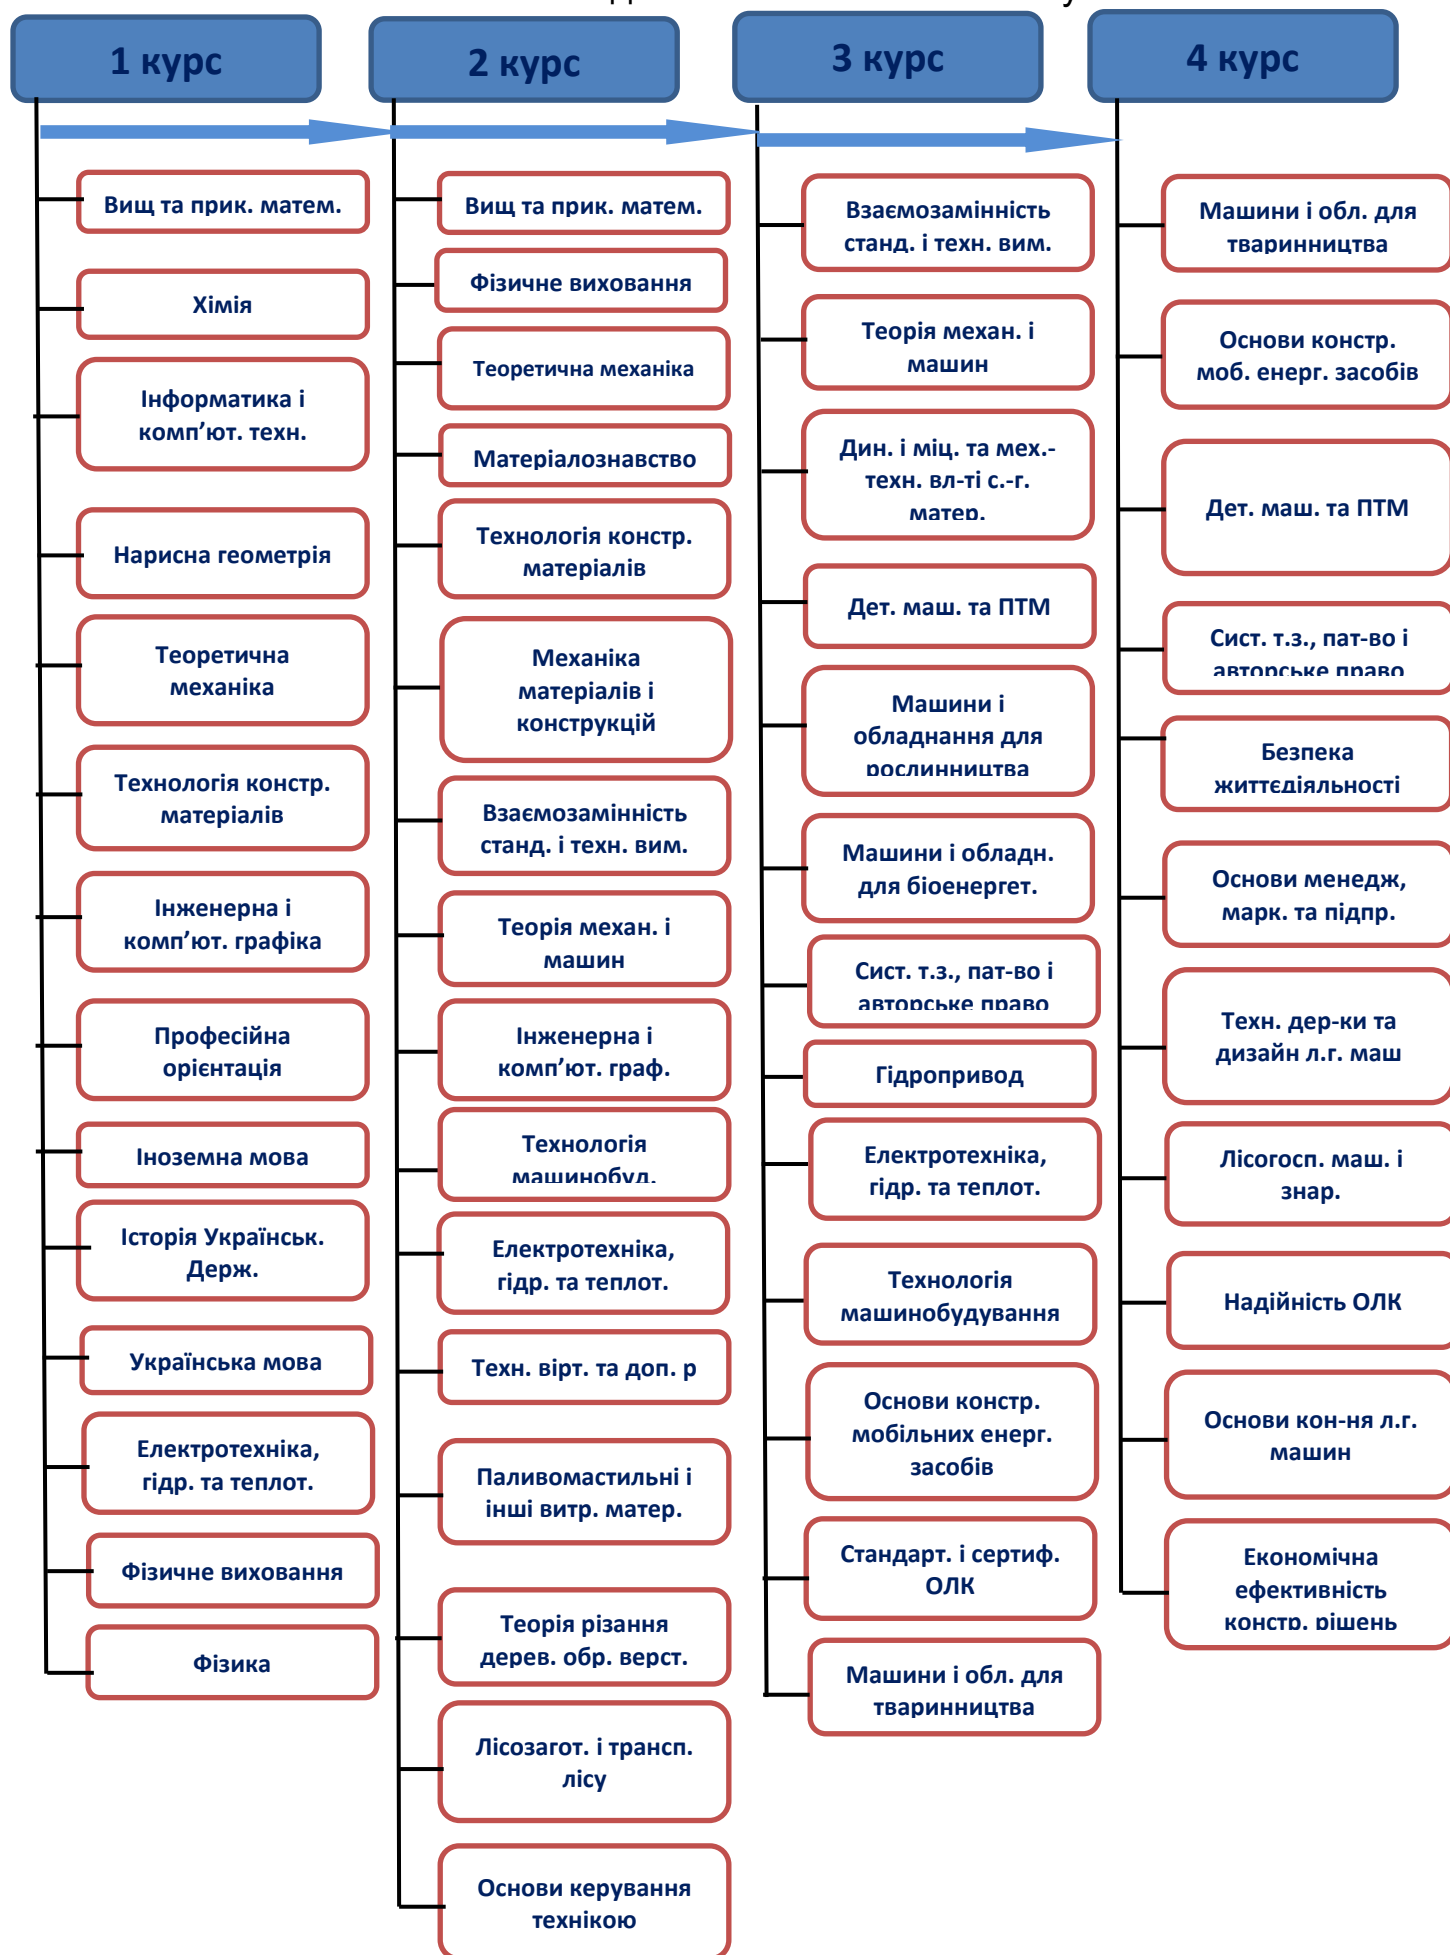 1 курс
Вищ та прик. матем.
Хімія
Інформатика і
комп’ют. техн.
Нарисна геометрія
Теоретична
механіка
Технологія констр.
матеріалів
Інженерна і
комп’ют. графіка
Професійна
орієнтація
Іноземна мова
Історія Українськ.
Держ.
Українська мова
Електротехніка,
гідр. та теплот.
Фізичне виховання
Фізика
2 курс
Вищ та прик. матем.
Фізичне виховання
Теоретична механіка
Матеріалознавство
Технологія констр.
матеріалів
Механіка
матеріалів і
конструкцій
Взаємозамінність
станд. і техн. вим.
Теорія механ. і
машин
Інженерна і
комп’ют. граф.
Технологія
машинобуд.
Електротехніка,
гідр. та теплот.
Техн. вірт. та доп. р
Паливомастильні і
інші витр. матер.
Теорія різання
дерев. обр. верст.
Лісозагот. і трансп.
лісу
Основи керування
технікою
3 курс
Взаємозамінність
станд. і техн. вим.
Теорія механ. і
машин
Дин. і міц. та мех.-
техн. вл-ті с.-г.
матер.
Дет. маш. та ПТМ
Машини і
обладнання для
рослинництва
Машини і обладн.
для біоенергет.
Сист. т.з., пат-во і
авторське право
Гідропривод
Електротехніка,
гідр. та теплот.
Технологія
машинобудування
Основи констр.
мобільних енерг.
засобів
Стандарт. і сертиф.
ОЛК
Машини і обл. для
тваринництва
4 курс
Машини і обл. для
тваринництва
Основи констр.
моб. енерг. засобів
Дет. маш. та ПТМ
Сист. т.з., пат-во і
авторське право
Безпека
життєдіяльності
Основи менедж,
марк. та підпр.
Техн. дер-ки та
дизайн л.г. маш
Лісогосп. маш. і
знар.
Надійність ОЛК
Основи кон-ня л.г.
машин
Економічна
ефективність
констр. рішень